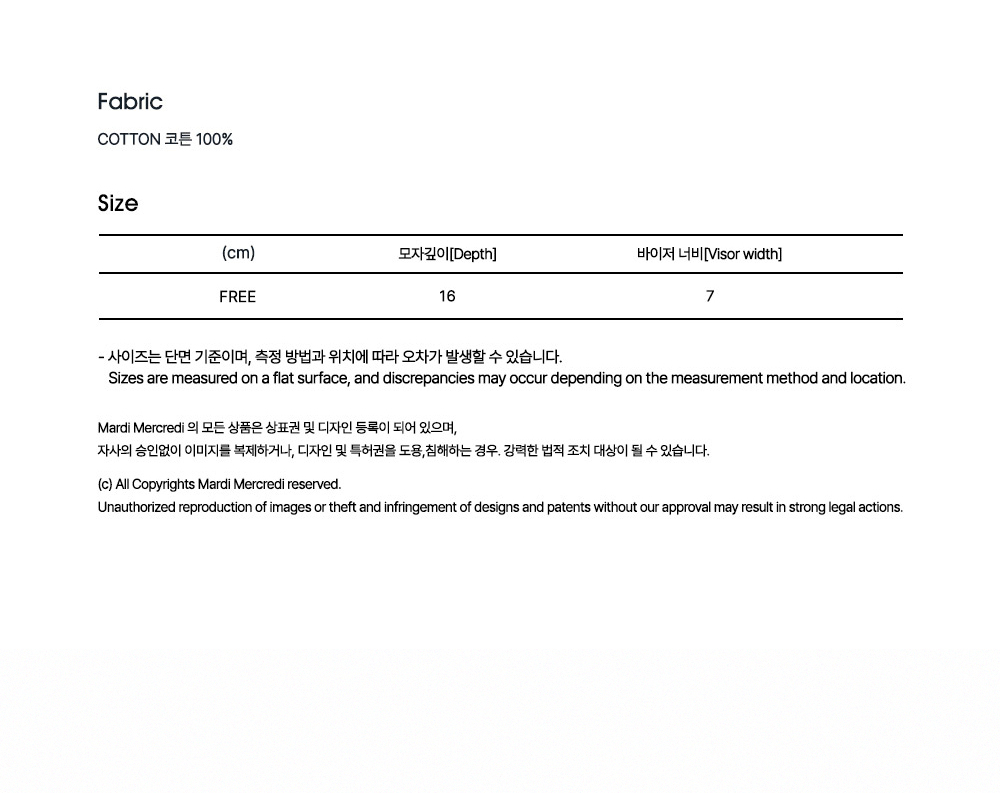 Fabric
COTTON 코튼 100%
Size
(cm) 모자깊이[Depth] 바이저 너비[Visor width]
FREE 16 7
- 사이즈는 단면 기준이며, 측정 방법과 위치에 따라 오차가 발생할 수 있습니다.
Sizes are measured on a flat surface, and discrepancies may occur depending on the measurement method and location.
Mardi Mercredi 의 모든 상품은 상표권 및 디자인 등록이 되어 있으며,
자사의 승인없이 이미지를 복제하거나, 디자인 및 특허권을 도용,침해하는 경우. 강력한 법적 조치 대상이 될 수 있습니다.
(c) All Copyrights Mardi Mercredi reserved.
Unauthorized reproduction of images or theft and infringement of designs and patents without our approval may result in strong legal actions.